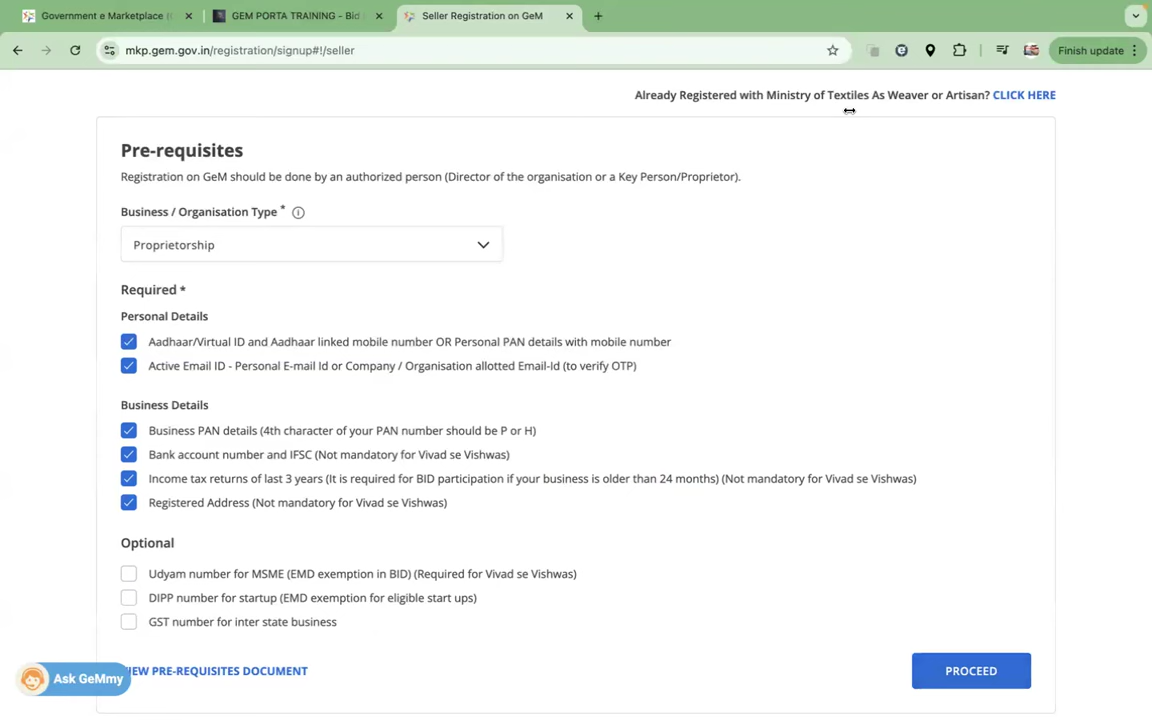 Government e Marketplace (
GEM PORTA TRAINING - Bid
Seller Registration on GeM
mkp.gem.gov.in/registration/signup#!/seller
Finish update
Already Registered with Ministry of Textiles As Weaver or Artisan? CLICK HERE
Pre-requisites
Registration on GeM should be done by an authorized person (Director of the organisation or a Key Person/Proprietor).
Business / Organisation Type *
Proprietorship
Required *
Personal Details
Aadhaar/Virtual ID and Aadhaar linked mobile number OR Personal PAN details with mobile number
Active Email ID - Personal E-mail Id or Company / Organisation allotted Email-Id (to verify OTP)
Business Details
Business PAN details (4th character of your PAN number should be P or H)
Bank account number and IFSC (Not mandatory for Vivad se Vishwas)
Income tax returns of last 3 years (It is required for BID participation if your business is older than 24 months) (Not mandatory for Vivad se Vishwas)
Registered Address (Not mandatory for Vivad se Vishwas)
Optional
Udyam number for MSME (EMD exemption in BID) (Required for Vivad se Vishwas)
DIPP number for startup (EMD exemption for eligible start ups)
GST number for inter state business
Ask GeMmy
IEW PRE-REQUISITES DOCUMENT
PROCEED